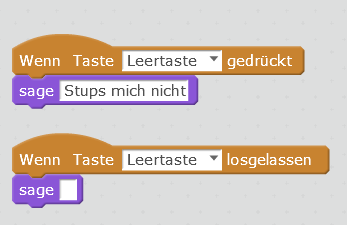 Wenn Taste Leertaste gedrückt
sage Stups mich nicht
Wenn Taste Leertaste losgelassen
sage